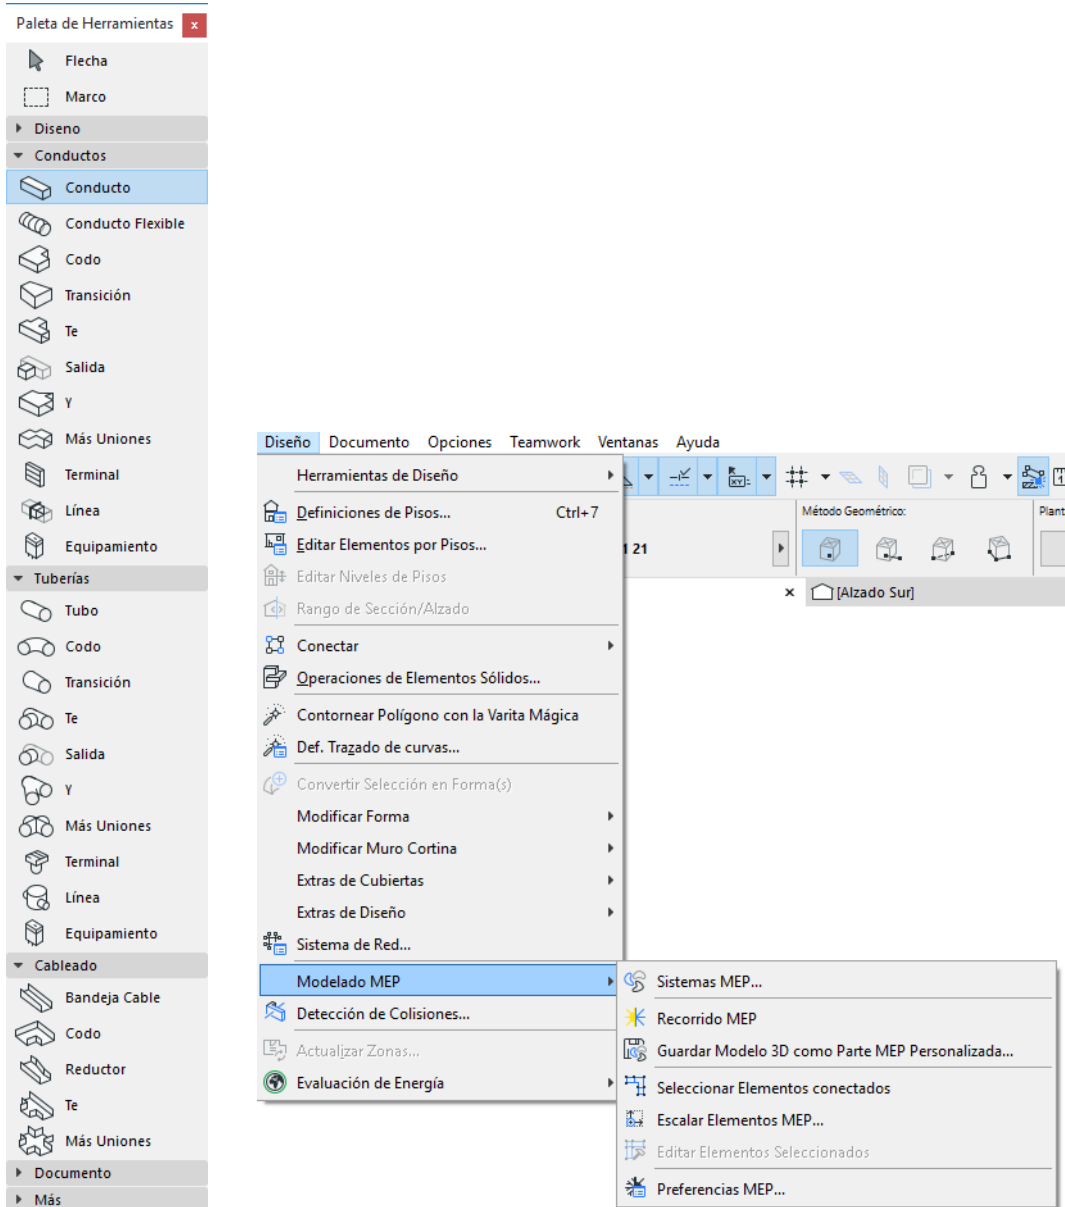 Paleta de Herramientas x
Flecha
Marco
Diseno
Conductos
Conducto
Conducto Flexible
Codo
Transición
Te
Salida
Y
Más Uniones
Terminal
Línea
Equipamiento
Tuberías
Tubo
Codo
Transición
Te
Salida
Y
Más Uniones
Terminal
Línea
Equipamiento
Cableado
Bandeja Cable
Codo
Reductor
Te
Más Uniones
Documento
Más
Diseño Documento Opciones Teamwork Ventanas Ayuda
Herramientas de Diseño
Definiciones de Pisos... Ctrl+7
Editar Elementos por Pisos...
Editar Niveles de Pisos
Rango de Sección/Alzado
Conectar
Operaciones de Elementos Sólidos...
Contornear Polígono con la Varita Mágica
Def. Trazado de curvas...
Convertir Selección en Forma(s)
Modificar Forma
Modificar Muro Cortina
Extras de Cubiertas
Extras de Diseño
Sistema de Red...
Modelado MEP
Detección de Colisiones...
Actualizar Zonas...
Evaluación de Energía
XY:
Método Geométrico:
Plant
21
[Alzado Sur]
Sistemas MEP...
Recorrido MEP
Guardar Modelo 3D como Parte MEP Personalizada...
Seleccionar Elementos conectados
Escalar Elementos MEP...
Editar Elementos Seleccionados
Preferencias MEP...